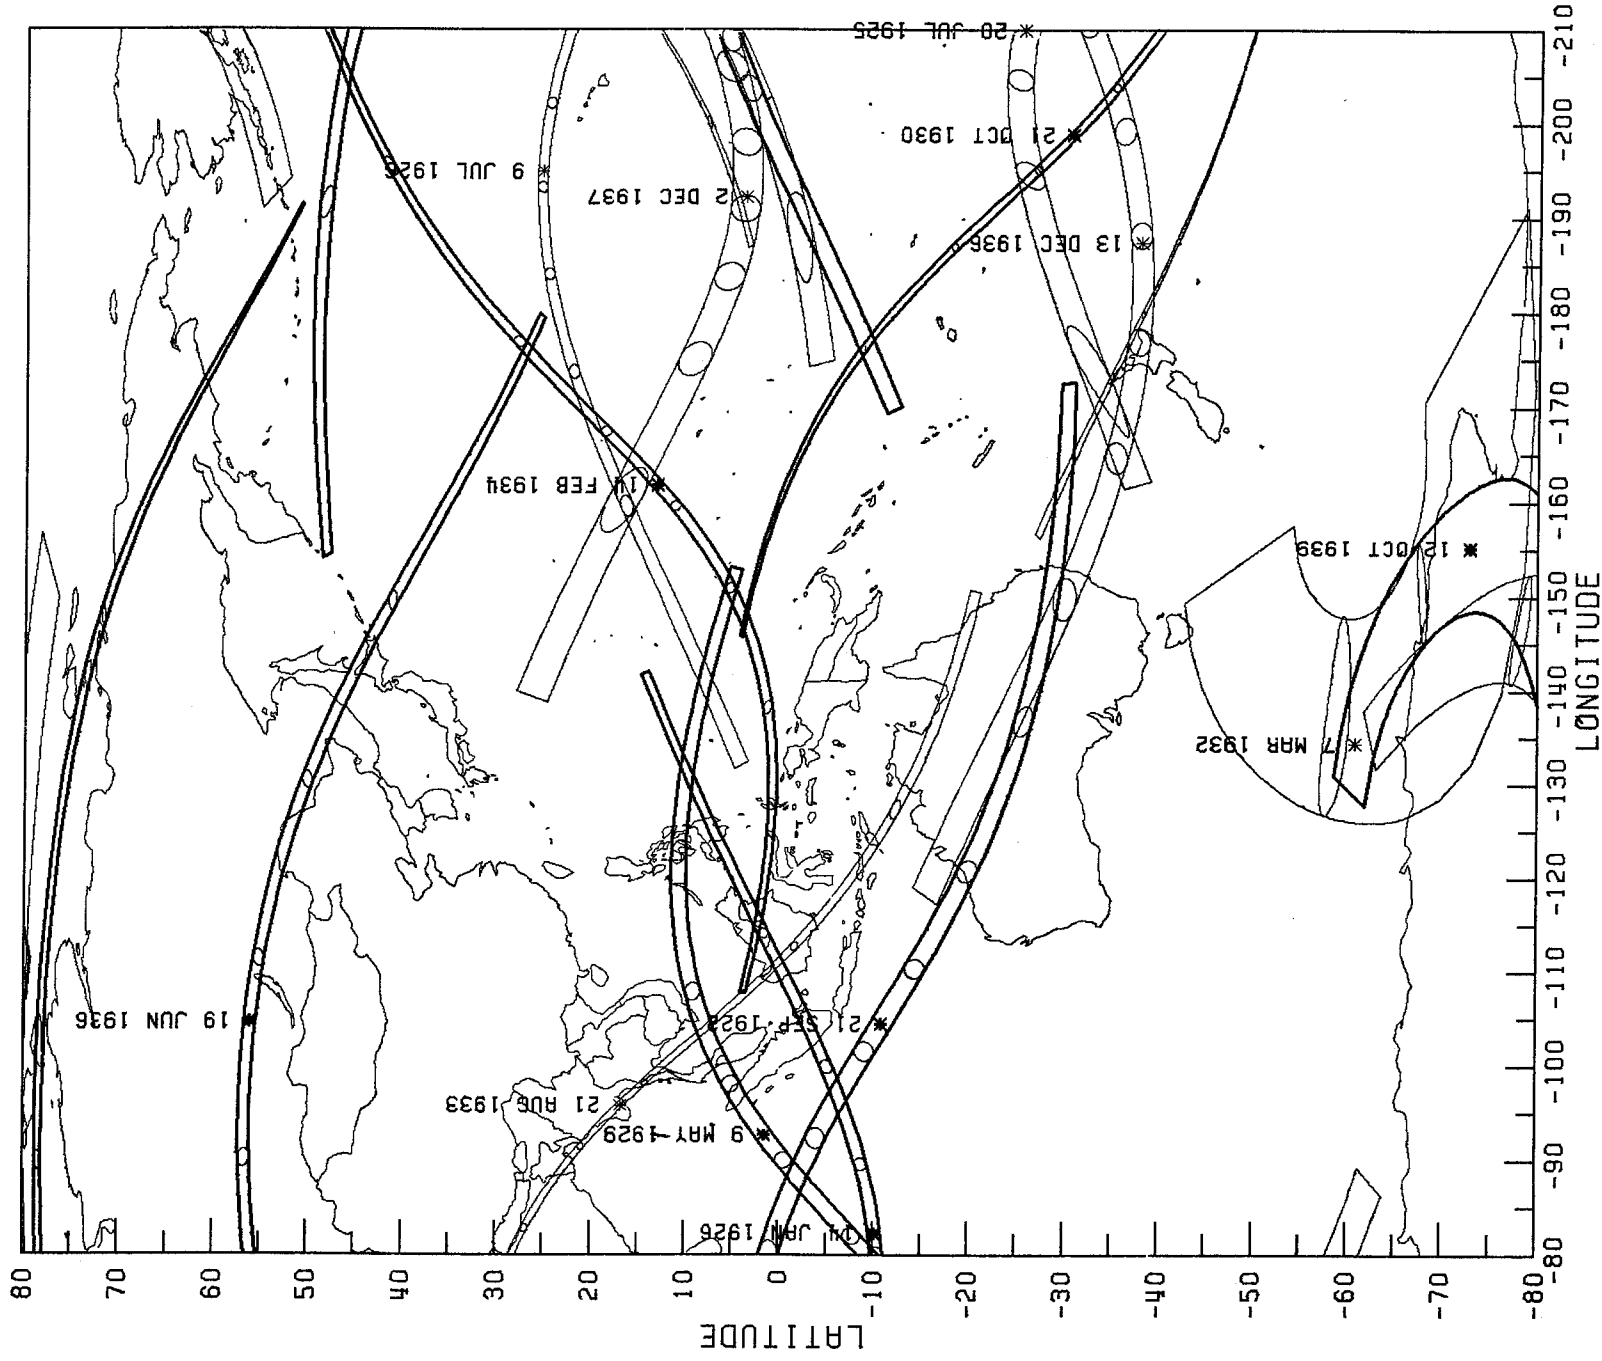 20 JUL 1925
21 OCT 1930
9 JUL 1926
2 DEC 1937
13 DEC 1936
14 FEB 1934
12 OCT 1939
7 MAR 1932
19 JUN 1936
21 SEP 1922
21 AUG 1933
9 MAY 1929
14 JAN 1926
80
70
60
50
40
30
20
10
0
-10
-20
-30
-40
-50
-60
-70
-80
LATITUDE
-80
-90
-100
-110
-120
-130
-140
-150
-160
-170
-180
-190
-200
-210
LONGITUDE